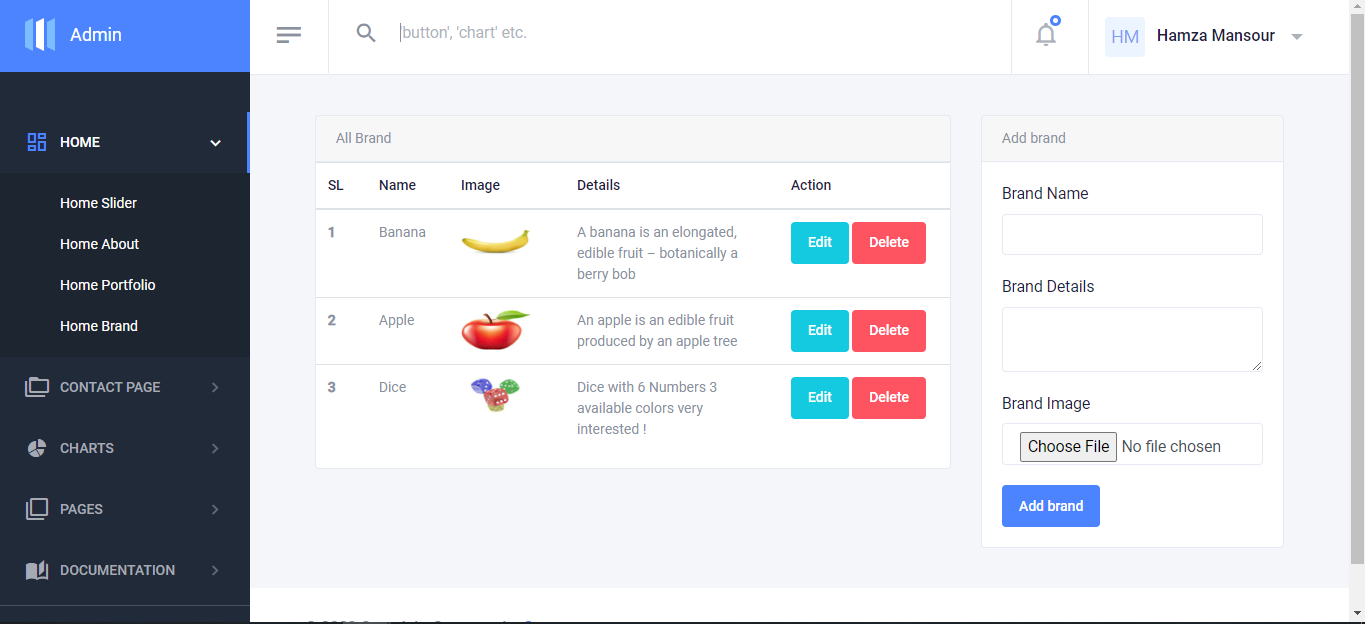 Admin
'button', 'chart' etc.
HM Hamza Mansour
HOME
Home Slider
Home About
Home Portfolio
Home Brand
CONTACT PAGE
CHARTS
PAGES
DOCUMENTATION
All Brand
SL Name Image Details Action
1 Banana A banana is an elongated,
edible fruit – botanically a
berry bob
Edit Delete
2 Apple An apple is an edible fruit
produced by an apple tree
Edit Delete
3 Dice Dice with 6 Numbers 3
available colors very
interested !
Edit Delete
Add brand
Brand Name
Brand Details
Brand Image
Choose File No file chosen
Add brand